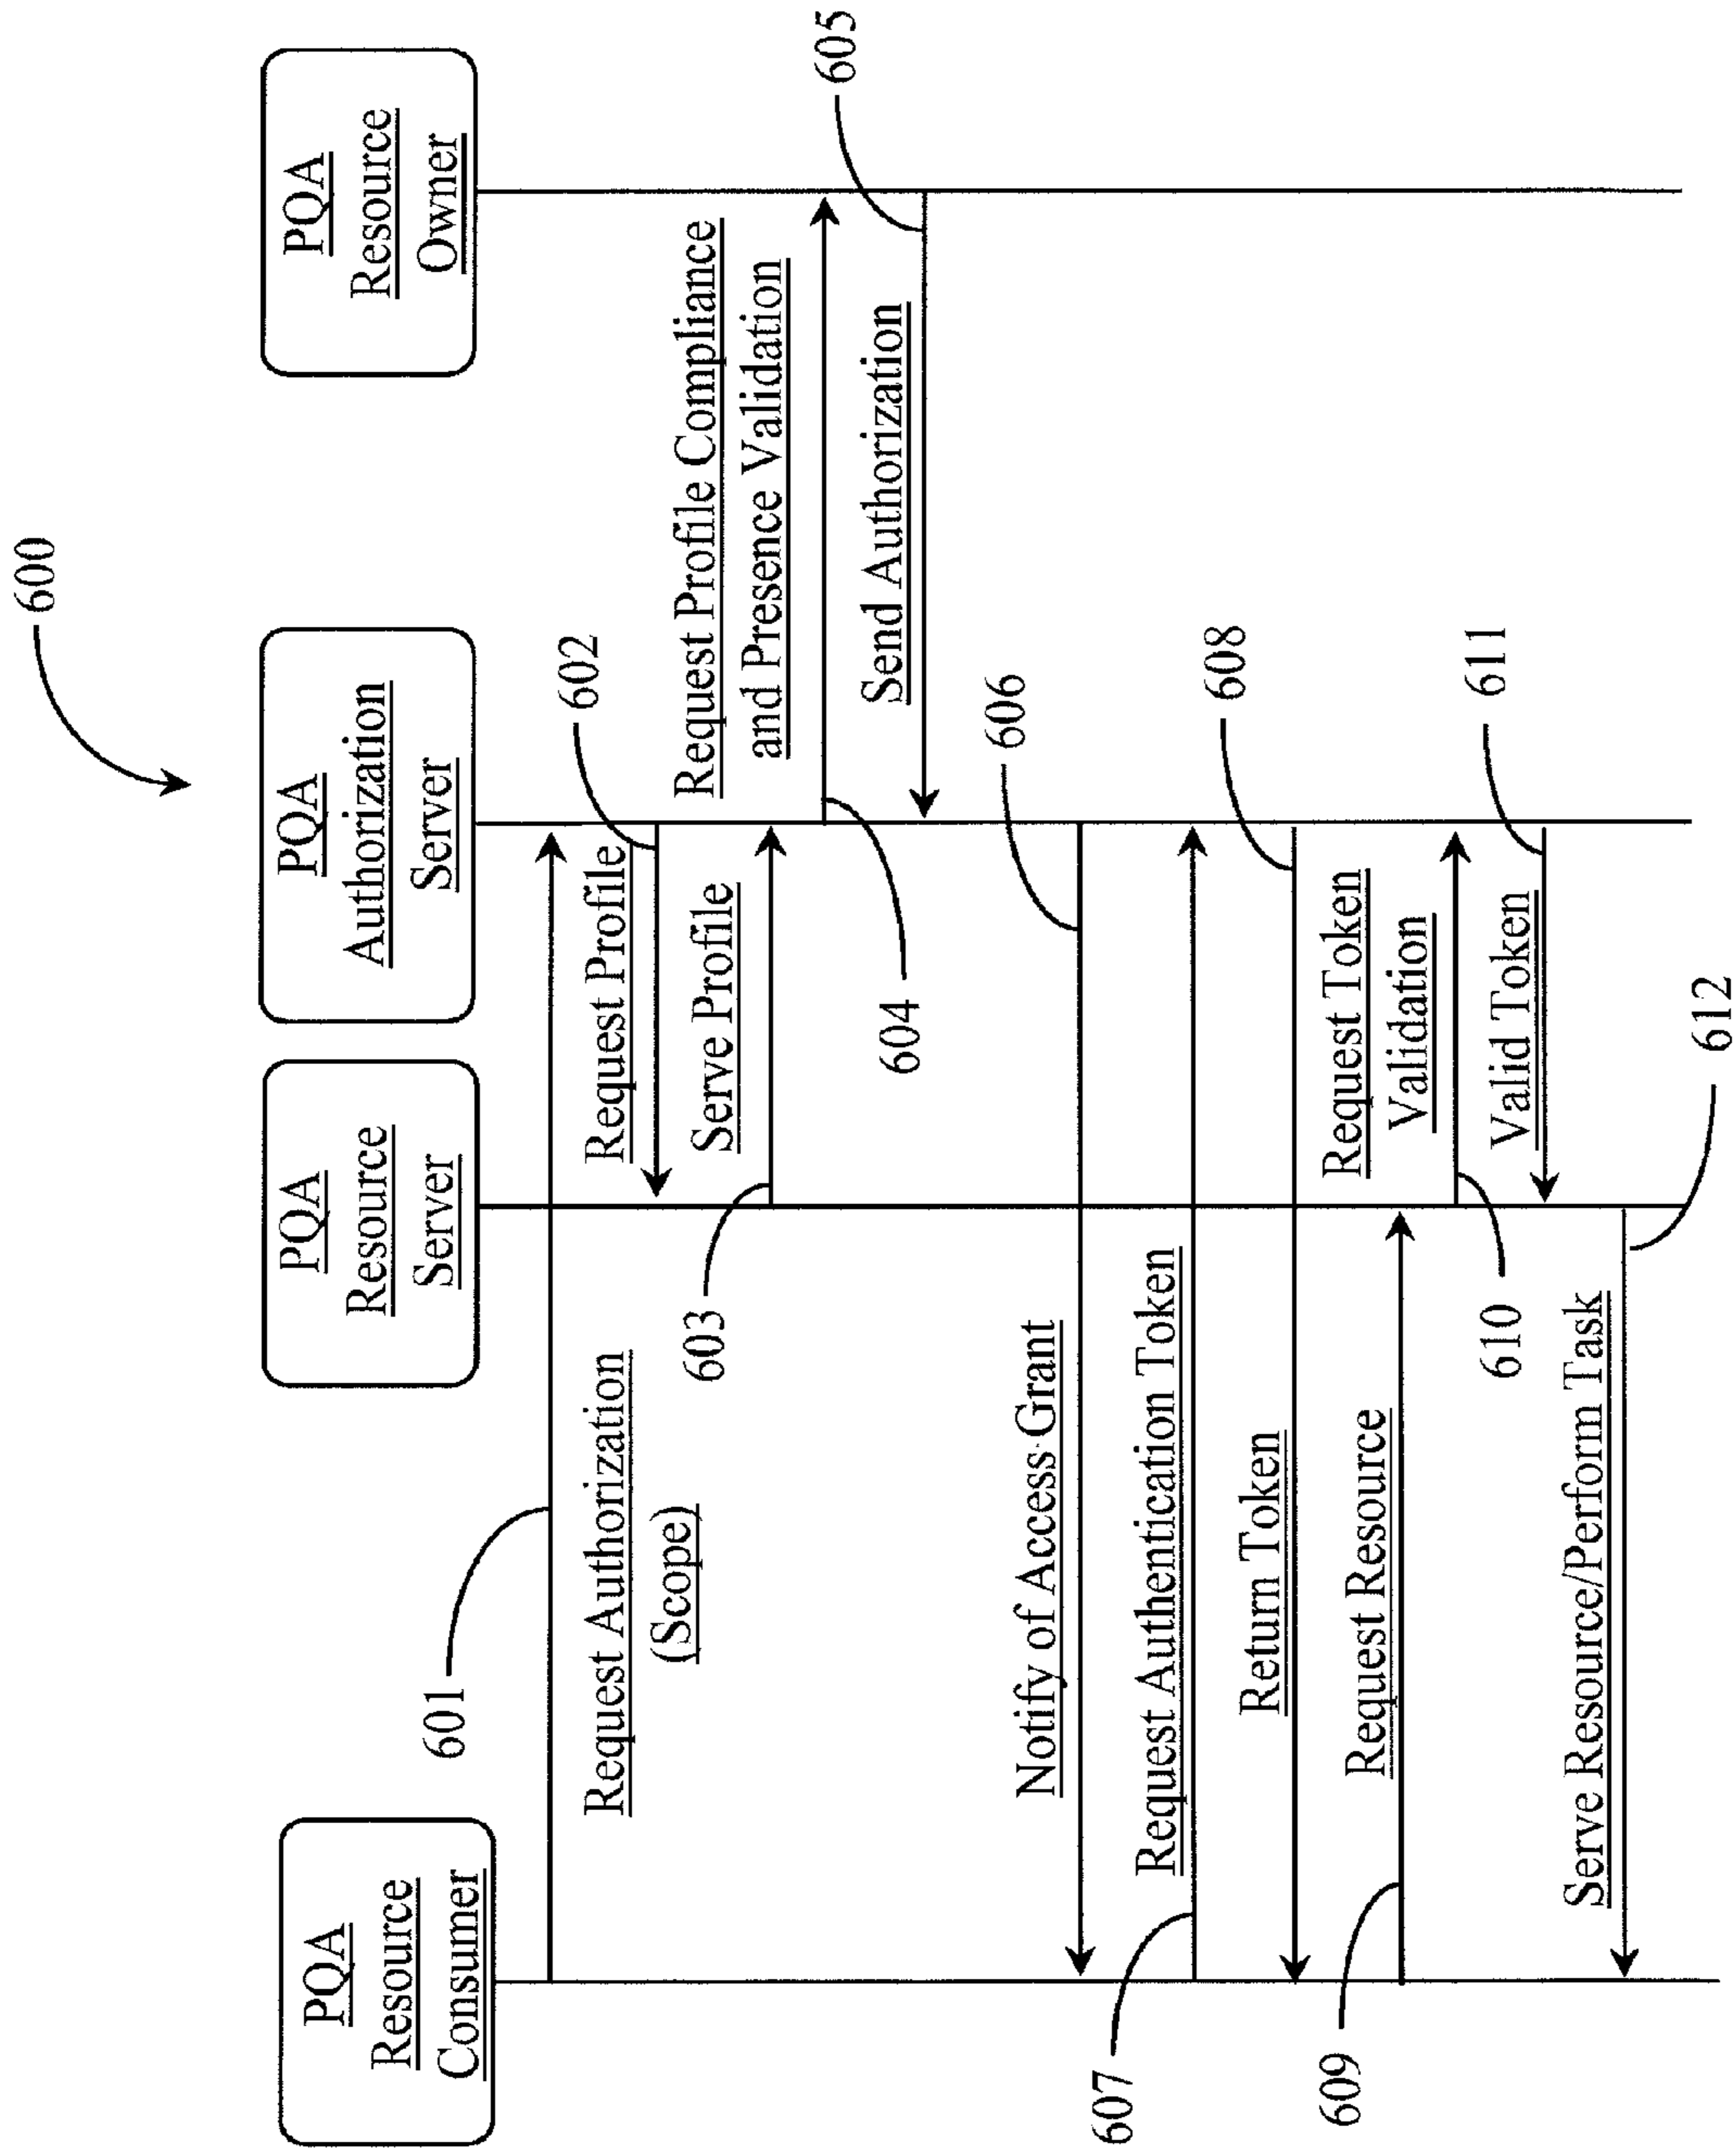 600
PQA
Resource
Consumer
PQA
Resource
Server
PQA
Authorization
Server
PQA
Resource
Owner
601
Request Authorization
(Scope)
602
Request Profile
603
Serve Profile
604
Request Profile Compliance
and Presence Validation
605
Send Authorization
606
Notify of Access Grant
607
Request Authentication Token
608
Return Token
609
Request Resource
610
Request Token
Validation
611
Valid Token
612
Serve Resource/Perform Task